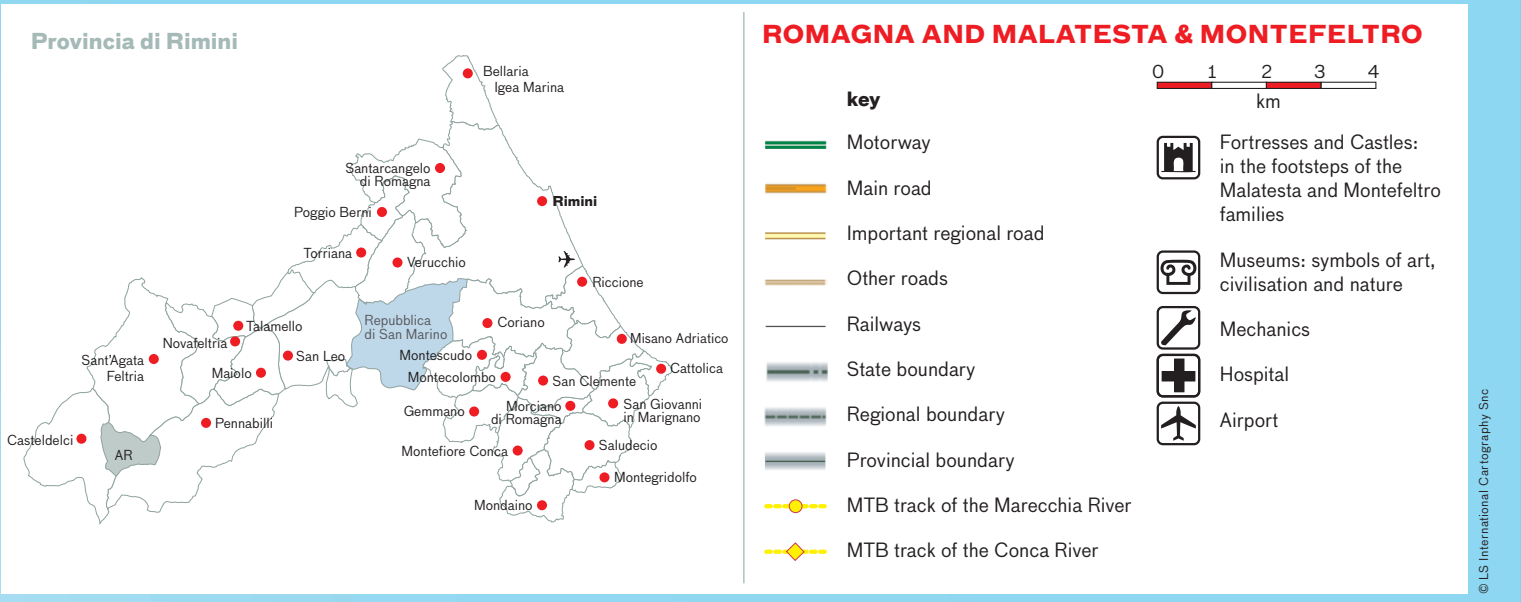 Provincia di Rimini
Bellaria
Igea Marina
Santarcangelo
di Romagna
Rimini
Poggio Berni
Torriana
Verucchio
Riccione
Repubblica
di San Marino
Coriano
Talamello
Misano Adriatico
Novafeltria
San Leo
Montescudo
Sant'Agata
Feltria
Maiolo
Montecolombo
San Clemente
Cattolica
Gemmano
Morciano
di Romagna
San Giovanni
in Marignano
Pennabilli
Casteldelci
AR
Montefiore Conca
Saludecio
Montegridolfo
Mondaino
ROMAGNA AND MALATESTA & MONTEFELTRO
0 1 2 3 4
km
key
Motorway
Main road
Important regional road
Other roads
Railways
State boundary
Regional boundary
Provincial boundary
MTB track of the Marecchia River
MTB track of the Conca River
Fortresses and Castles:
in the footsteps of the
Malatesta and Montefeltro
families
Museums: symbols of art,
civilisation and nature
Mechanics
Hospital
Airport
© LS International Cartography Snc